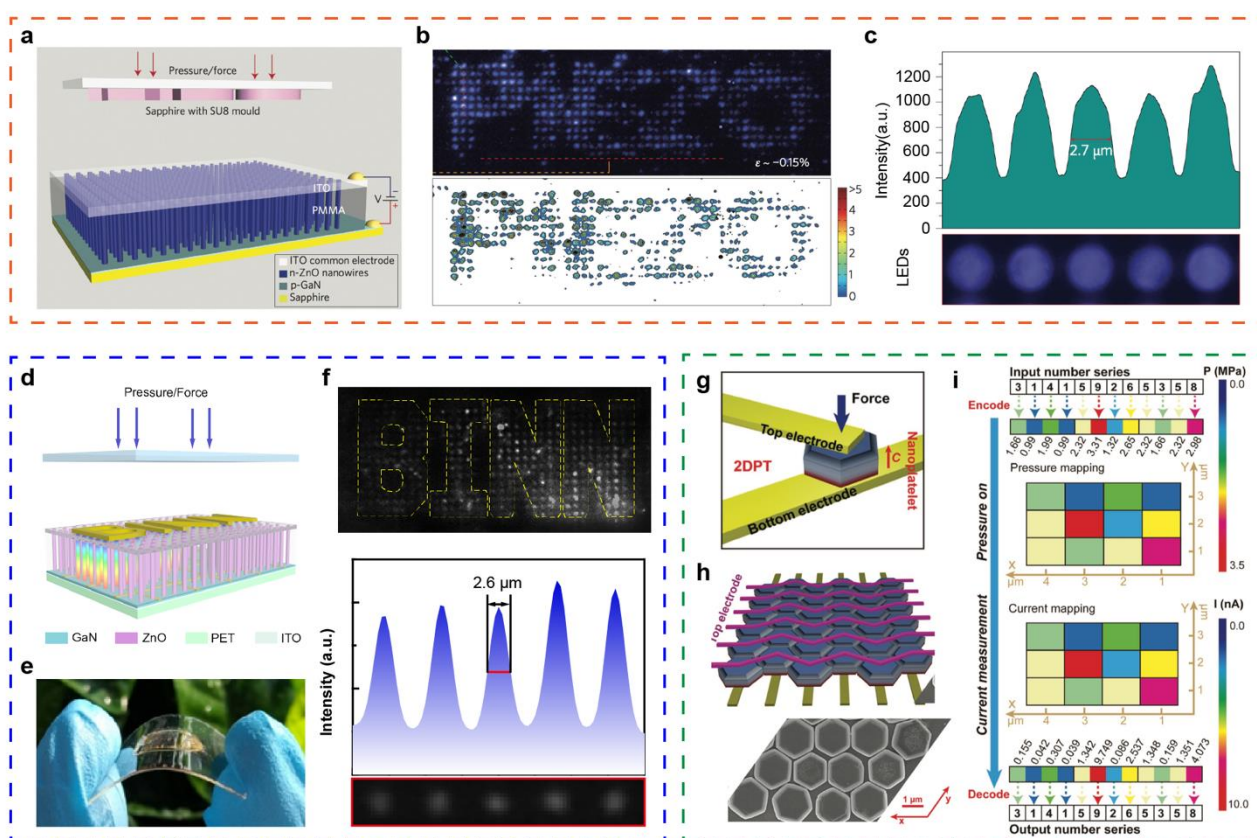 a
Pressure/force
Sapphire with SU8 mould
ITO
PMMA
V
−
+
ITO common electrode
n-ZnO nanowires
p-GaN
Sapphire
b
ε ~ −0.15%
>5
4
3
2
1
0
c
Intensity(a.u.)
1200
1000
800
600
400
200
0
2.7 μm
LEDs
d
Pressure/Force
GaN ZnO PET ITO
e
f
BINN
2.6 μm
Intensity (a.u.)
g
Force
Top electrode
2DPT
C
Nanoplatelet
Bottom electrode
h
Top electrode
1 μm
y
x
i
Input number series
P (MPa)
3 1 4 1 5 9 2 6 5 3 5 8
0.0
Encode
1.66 0.99 1.99 0.99 2.32 3.31 1.32 2.65 2.32 1.66 2.32 2.98
Pressure on
Pressure mapping
Y μm
3
2
1
X
μm 4 3 2 1
3.5
Current measurement
Current mapping
I (nA)
0.0
Y μm
3
2
1
X
μm 4 3 2 1
0.155 0.042 0.307 0.039 1.342 9.749 0.086 2.537 1.348 0.159 1.351 4.073
Decode
3 1 4 1 5 9 2 6 5 3 5 8
10.0
Output number series